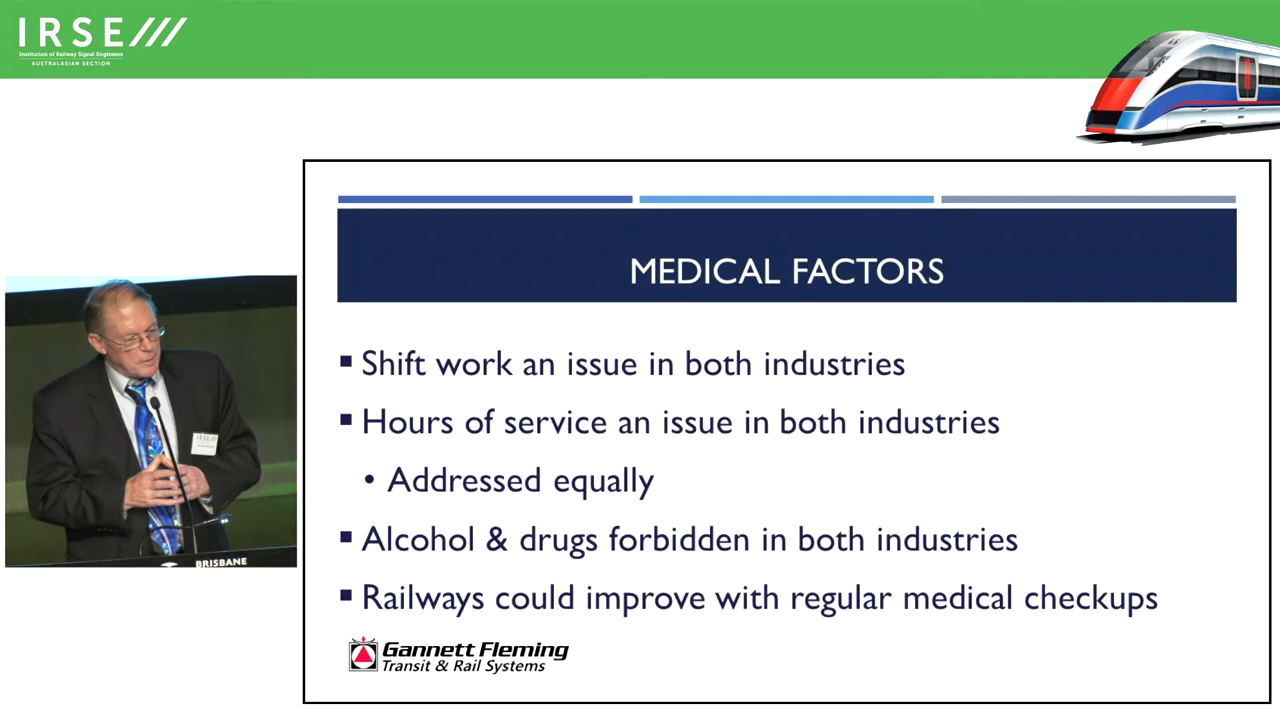 IRSE///
Institution of Railway Signal Engineers
AUSTRALASIAN SECTION
MEDICAL FACTORS
▪ Shift work an issue in both industries
▪ Hours of service an issue in both industries
• Addressed equally
▪ Alcohol & drugs forbidden in both industries
▪ Railways could improve with regular medical checkups
Gannett Fleming
Transit & Rail Systems
IRSE///
BRISBANE